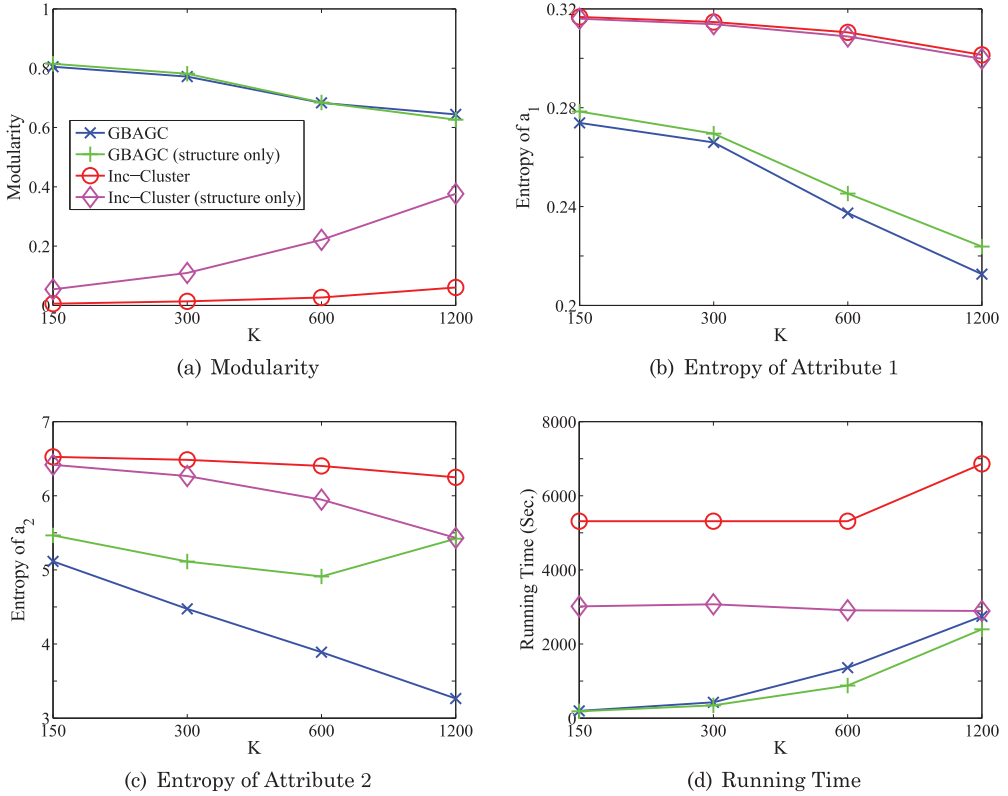 1
0.8
0.6
0.4
0.2
0
Modularity
GBAGC
GBAGC (structure only)
Inc−Cluster
Inc−Cluster (structure only)
150 300 600 1200
K
(a) Modularity
0.32
0.28
0.24
0.2
Entropy of a1
150 300 600 1200
K
(b) Entropy of Attribute 1
7
6
5
4
3
Entropy of a2
150 300 600 1200
K
(c) Entropy of Attribute 2
8000
6000
4000
2000
0
Running Time (Sec.)
150 300 600 1200
K
(d) Running Time